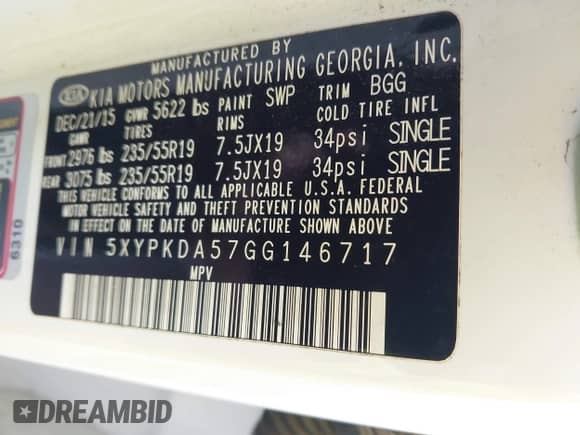 MANUFACTURED BY
KIA KIA MOTORS MANUFACTURING GEORGIA, INC.
DEC/21/15 GVWR 5622 lbs PAINT SWP TRIM BGG
GAWR TIRES RIMS COLD TIRE INFL
FRONT 2976 lbs 235/55R19 7.5JX19 34psi SINGLE
REAR 3075 lbs 235/55R19 7.5JX19 34psi SINGLE
THIS VEHICLE CONFORMS TO ALL APPLICABLE U.S.A. FEDERAL
MOTOR VEHICLE SAFETY AND THEFT PREVENTION STANDARDS
IN EFFECT ON THE DATE OF MANUFACTURE SHOWN ABOVE
VIN 5XYPKDA57GG146717
MPV
6310
DREAMBID